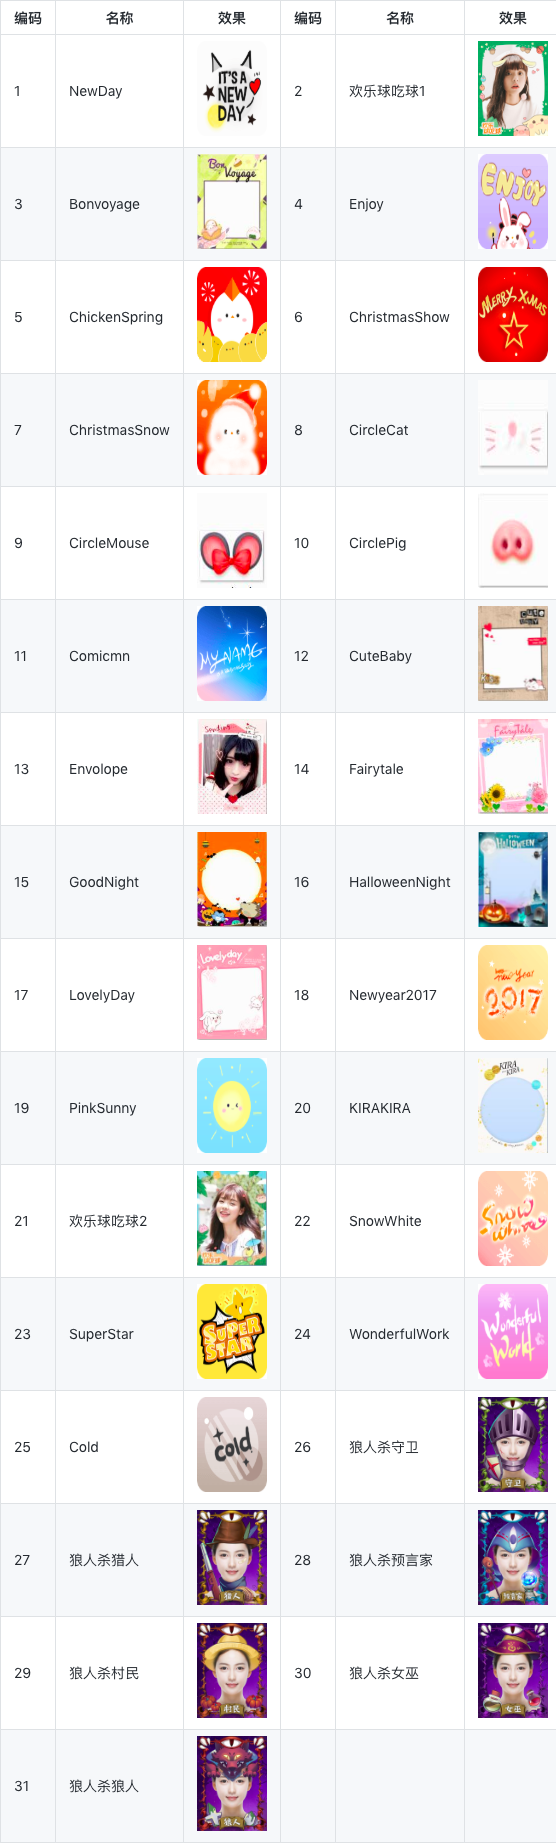 编码 名称 效果 编码 名称 效果
1 NewDay IT'S A NEW DAY 2 欢乐球吃球1
3 Bonvoyage Bon Voyage 4 Enjoy ENJOY
5 ChickenSpring 6 ChristmasShow MERRY XMAS
7 ChristmasSnow 8 CircleCat
9 CircleMouse 10 CirclePig
11 Comicmn 12 CuteBaby CUTE BABY
13 Envolope 14 Fairytale FairyTale
15 GoodNight 16 HalloweenNight HALLOWEEN
17 LovelyDay Lovely day 18 Newyear2017 New Year 2017
19 PinkSunny 20 KIRAKIRA KIRA KIRA
21 欢乐球吃球2 22 SnowWhite Snow White
23 SuperStar SUPER STAR 24 WonderfulWork Wonderful World
25 Cold Cold 26 狼人杀守卫 守卫
27 狼人杀猎人 猎人 28 狼人杀预言家 预言家
29 狼人杀村民 村民 30 狼人杀女巫 女巫
31 狼人杀狼人 狼人